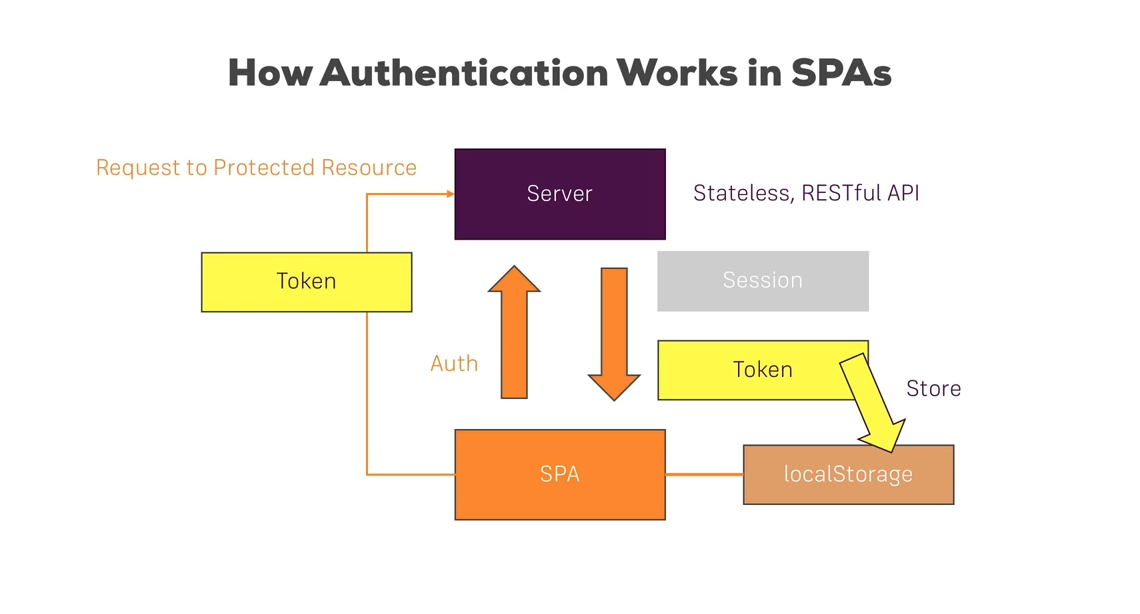 How Authentication Works in SPAs
Request to Protected Resource
Server
Stateless, RESTful API
Token
Session
Auth
Token
Store
SPA
localStorage